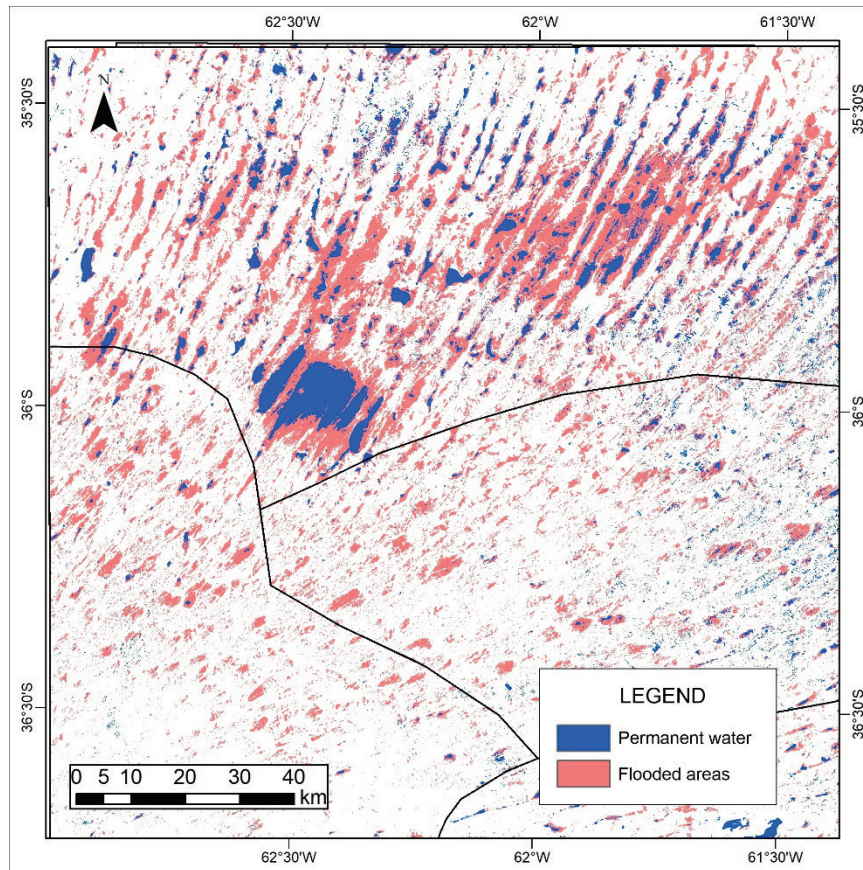 62°30'W 62°W 61°30'W
N
35°30'S 35°30'S
36°S 36°S
36°30'S 36°30'S
LEGEND
Permanent water
Flooded areas
0 5 10 20 30 40
km
62°30'W 62°W 61°30'W